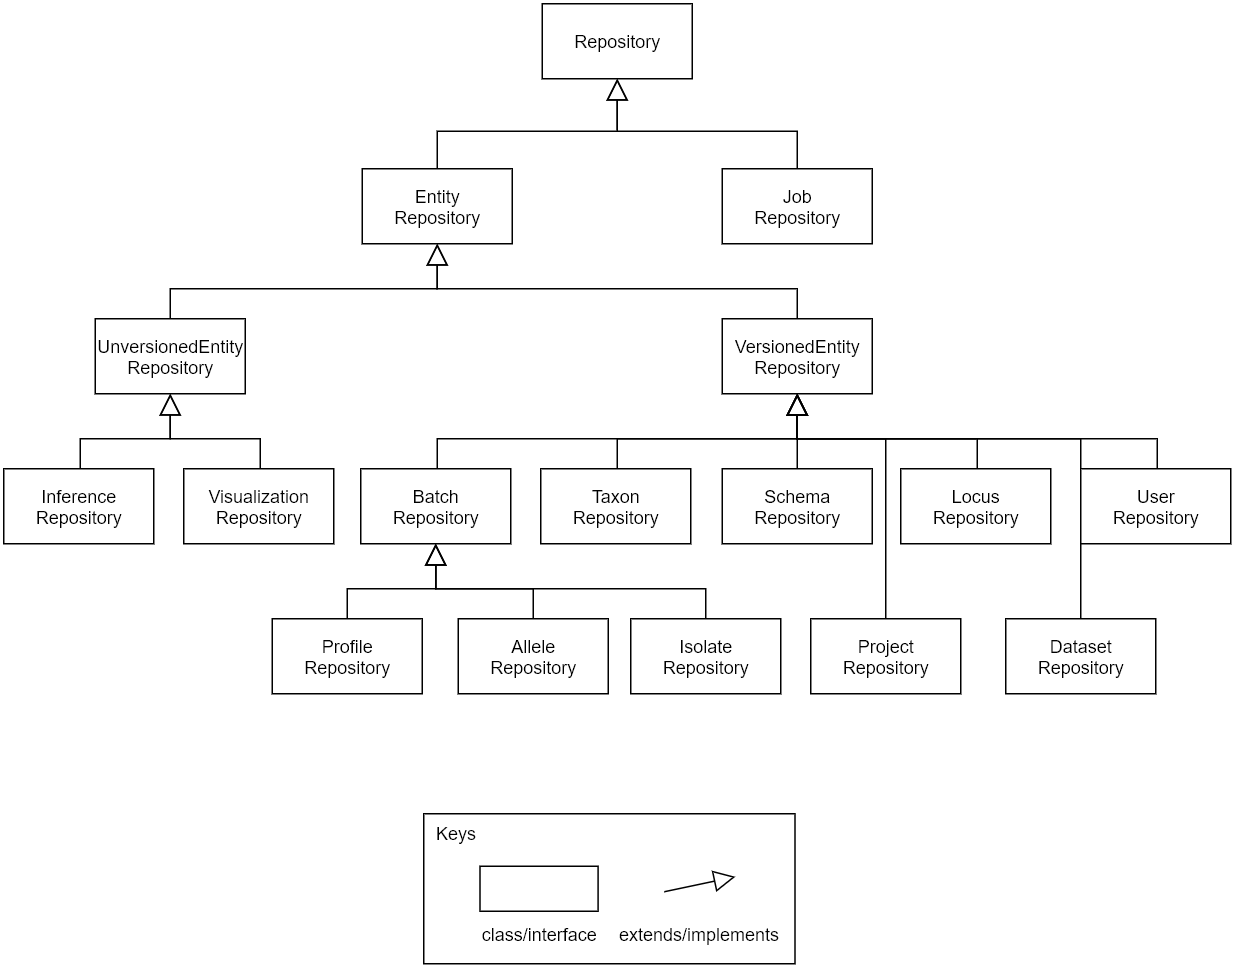 Repository
Entity
Repository
Job
Repository
UnversionedEntity
Repository
VersionedEntity
Repository
Inference
Repository
Visualization
Repository
Batch
Repository
Taxon
Repository
Schema
Repository
Locus
Repository
User
Repository
Profile
Repository
Allele
Repository
Isolate
Repository
Project
Repository
Dataset
Repository
Keys
class/interface
extends/implements